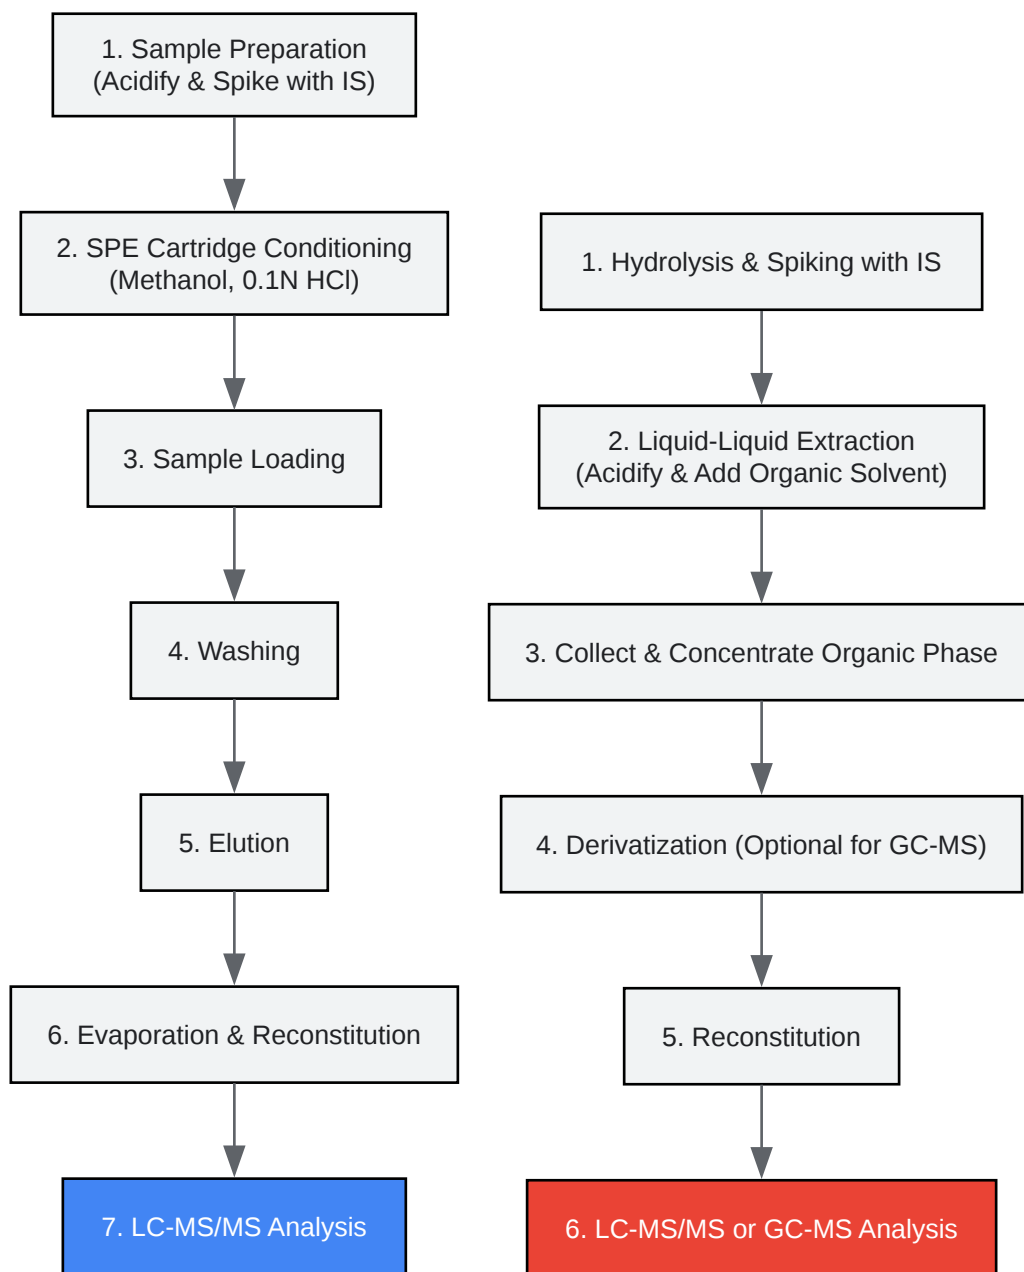 1. Sample Preparation
(Acidify & Spike with IS)
2. SPE Cartridge Conditioning
(Methanol, 0.1N HCl)
3. Sample Loading
4. Washing
5. Elution
6. Evaporation & Reconstitution
7. LC-MS/MS Analysis
1. Hydrolysis & Spiking with IS
2. Liquid-Liquid Extraction
(Acidify & Add Organic Solvent)
3. Collect & Concentrate Organic Phase
4. Derivatization (Optional for GC-MS)
5. Reconstitution
6. LC-MS/MS or GC-MS Analysis